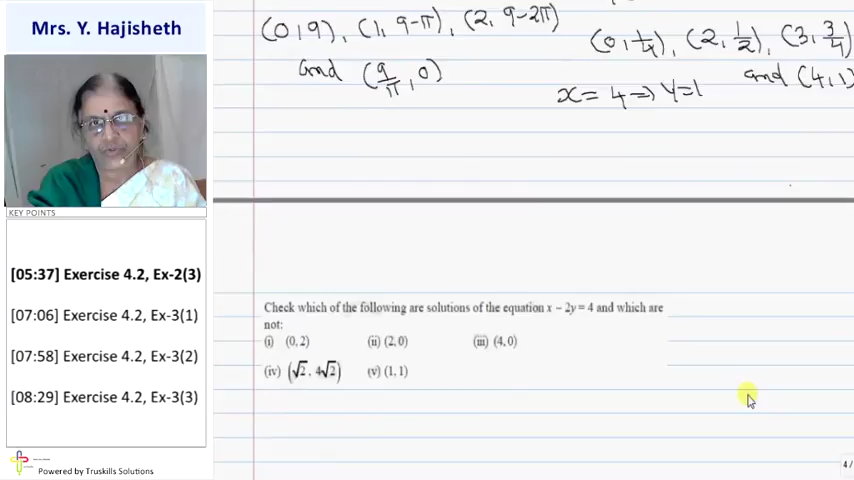 Mrs. Y. Hajisheth
(0,9), (1, 9-π), (2, 9-2π)
and (9/π, 0)
(0, 1/4), (2, 1/2), (3, 3/4)
and (4,1)
x = 4 ⇒ y=1
KEY POINTS
[05:37] Exercise 4.2, Ex-2(3)
[07:06] Exercise 4.2, Ex-3(1)
[07:58] Exercise 4.2, Ex-3(2)
[08:29] Exercise 4.2, Ex-3(3)
Powered by Truskills Solutions
Check which of the following are solutions of the equation x – 2y = 4 and which are
not:
(i) (0, 2) (ii) (2, 0) (iii) (4, 0)
(iv) (√2, 4√2) (v) (1, 1)
4/